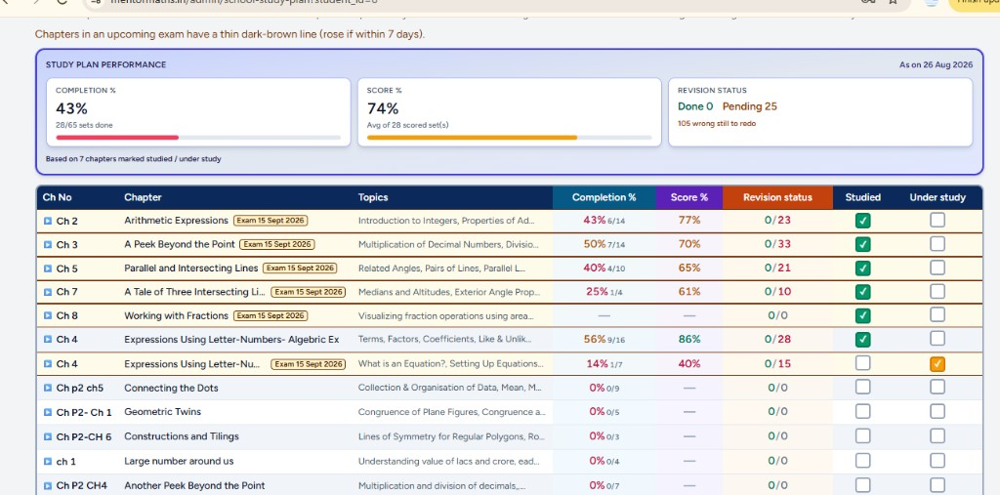 mentormaths.in/admin/school-study-plan?student_id=6
Chapters in an upcoming exam have a thin dark-brown line (rose if within 7 days).
STUDY PLAN PERFORMANCE
As on 26 Aug 2026
COMPLETION %
43%
28/65 sets done
SCORE %
74%
Avg of 28 scored set(s)
REVISION STATUS
Done 0 Pending 25
105 wrong still to redo
Based on 7 chapters marked studied / under study
Ch No Chapter Topics Completion % Score % Revision status Studied Under study
Ch 2 Arithmetic Expressions Exam 15 Sept 2026 Introduction to Integers, Properties of Ad... 43% 6/14 77% 0/23
Ch 3 A Peek Beyond the Point Exam 15 Sept 2026 Multiplication of Decimal Numbers, Divisio... 50% 7/14 70% 0/33
Ch 5 Parallel and Intersecting Lines Exam 15 Sept 2026 Related Angles, Pairs of Lines, Parallel L... 40% 4/10 65% 0/21
Ch 7 A Tale of Three Intersecting Li... Exam 15 Sept 2026 Medians and Altitudes, Exterior Angle Prop... 25% 1/4 61% 0/10
Ch 8 Working with Fractions Exam 15 Sept 2026 Visualizing fraction operations using area... — — 0/0
Ch 4 Expressions Using Letter-Numbers- Algebraic Ex Terms, Factors, Coefficients, Like & Unlik... 56% 9/16 86% 0/28
Ch 4 Expressions Using Letter-Nu... Exam 15 Sept 2026 What is an Equation?, Setting Up Equations... 14% 1/7 40% 0/15
Ch p2 ch5 Connecting the Dots Collection & Organisation of Data, Mean, M... 0% 0/9 — 0/0
Ch P2- Ch 1 Geometric Twins Congruence of Plane Figures, Congruence a... 0% 0/5 — 0/0
Ch P2-CH 6 Constructions and Tilings Lines of Symmetry for Regular Polygons, Ro... 0% 0/3 — 0/0
ch 1 Large number around us Understanding value of lacs and crore, ead... 0% 0/4 — 0/0
Ch P2 CH4 Another Peek Beyond the Point Multiplication and division of decimals,... 0% 0/7 — 0/0